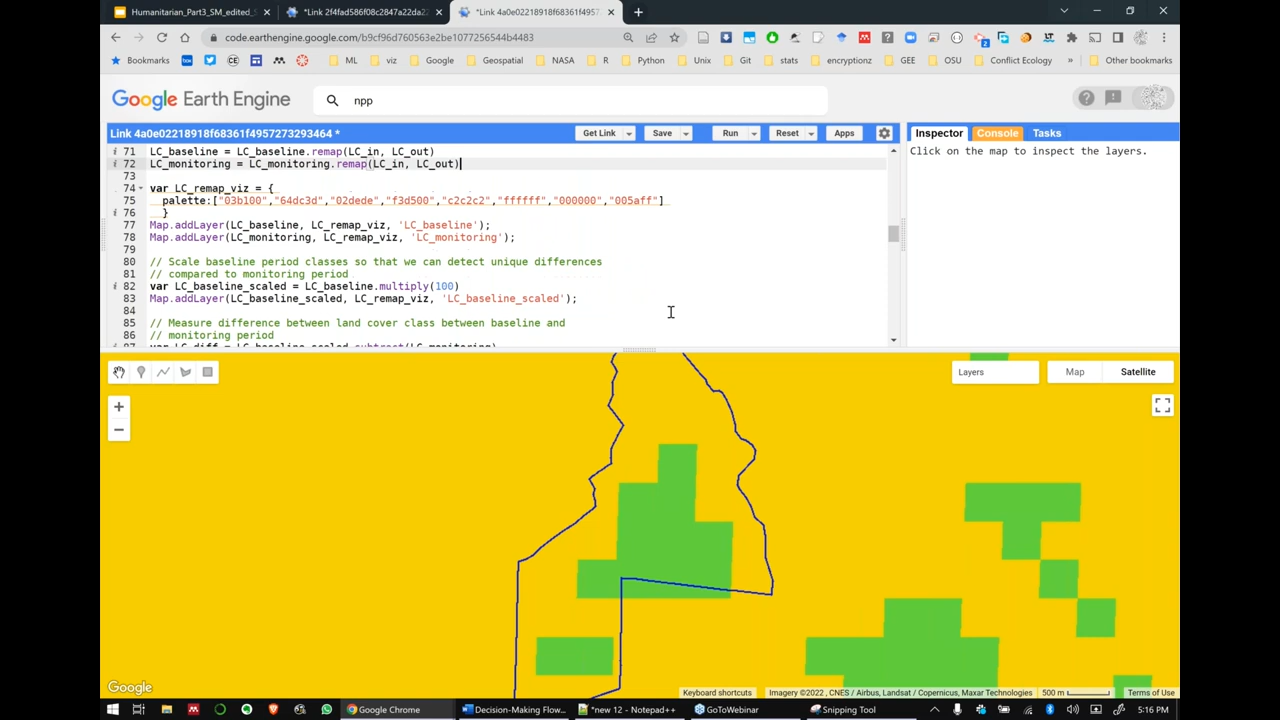 Humanitarian_Part3_SM_edited_S
*Link 2f4fad586f08c2847a22da22
*Link 4a0e02218918f68361f4957
code.earthengine.google.com/b9cf96d760563e2be1077256544b4483
Bookmarks
ML
viz
Google
Geospatial
NASA
R
Python
Unix
Git
stats
encryptionz
GEE
OSU
Conflict Ecology
»
Other bookmarks
Google Earth Engine
npp
Link 4a0e02218918f68361f4957273293464 *
Get Link
Save
Run
Reset
Apps
Inspector
Console
Tasks
Click on the map to inspect the layers.
71 LC_baseline = LC_baseline.remap(LC_in, LC_out)
72 LC_monitoring = LC_monitoring.remap(LC_in, LC_out)
73
74 var LC_remap_viz = {
75 palette:["03b100","64dc3d","02dede","f3d500","c2c2c2","ffffff","000000","005aff"]
76 }
77 Map.addLayer(LC_baseline, LC_remap_viz, 'LC_baseline');
78 Map.addLayer(LC_monitoring, LC_remap_viz, 'LC_monitoring');
79
80 // Scale baseline period classes so that we can detect unique differences
81 // compared to monitoring period
82 var LC_baseline_scaled = LC_baseline.multiply(100)
83 Map.addLayer(LC_baseline_scaled, LC_remap_viz, 'LC_baseline_scaled');
84
85 // Measure difference between land cover class between baseline and
86 // monitoring period
87 var LC_diff = LC_baseline_scaled.subtract(LC_monitoring)
Layers
Map
Satellite
Google
Keyboard shortcuts
Imagery ©2022 , CNES / Airbus, Landsat / Copernicus, Maxar Technologies
500 m
Terms of Use
Google Chrome
Decision-Making Flow...
*new 12 - Notepad++
GoToWebinar
Snipping Tool
5:16 PM